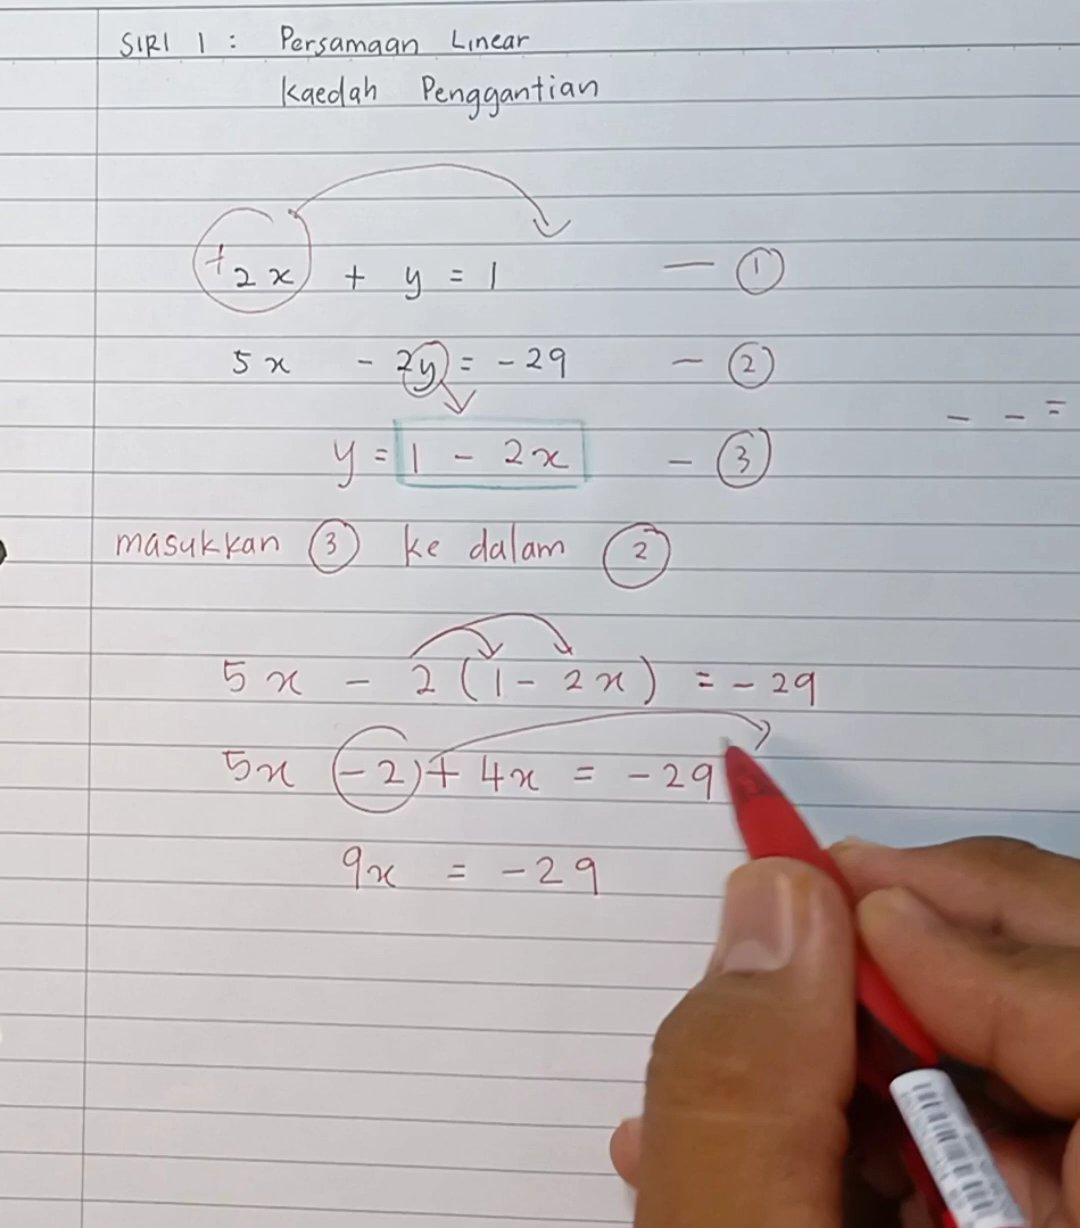 SIRI 1 : Persamaan Linear
Kaedah Penggantian
+2x + y = 1 — ①
5x - 2y = -29 — ②
y = 1 - 2x - ③
- - =
masukkan ③ ke dalam ②
5x - 2(1 - 2x) = -29
5x -2 + 4x = -29
9x = -29